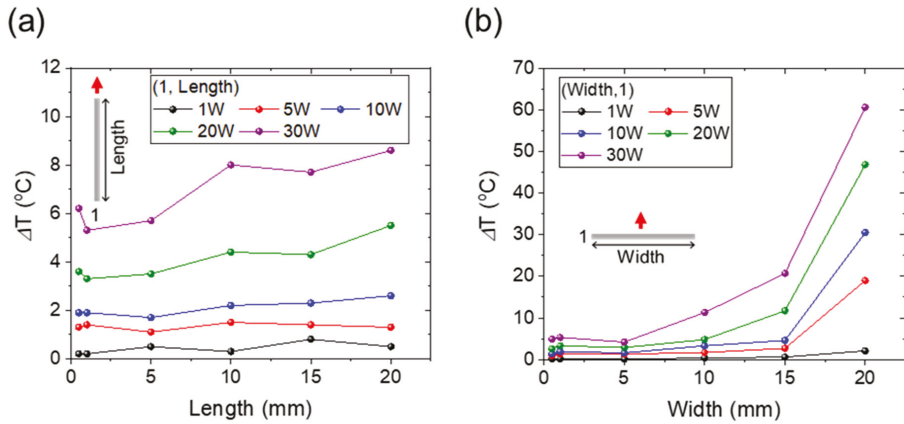 (a)
12
10
8
6
4
2
0
ΔT (°C)
(1, Length)
1W 5W 10W
20W 30W
Length
1
0 5 10 15 20
Length (mm)
(b)
70
60
50
40
30
20
10
0
ΔT (°C)
(Width,1)
1W 5W
10W 20W
30W
1
Width
0 5 10 15 20
Width (mm)